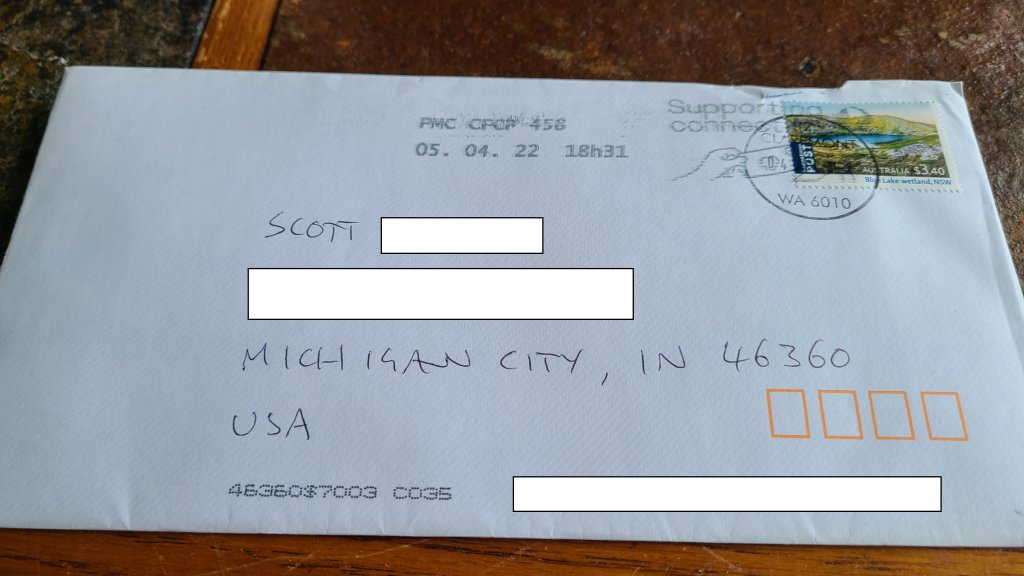 PMC CFCP 458
05. 04. 22 18h31
Supporting
WA 6010
POST
AUSTRALIA $3.40
Blue Lake wetland, NSW
SCOTT
MICHIGAN CITY, IN 46360
USA
46360$7003 C035